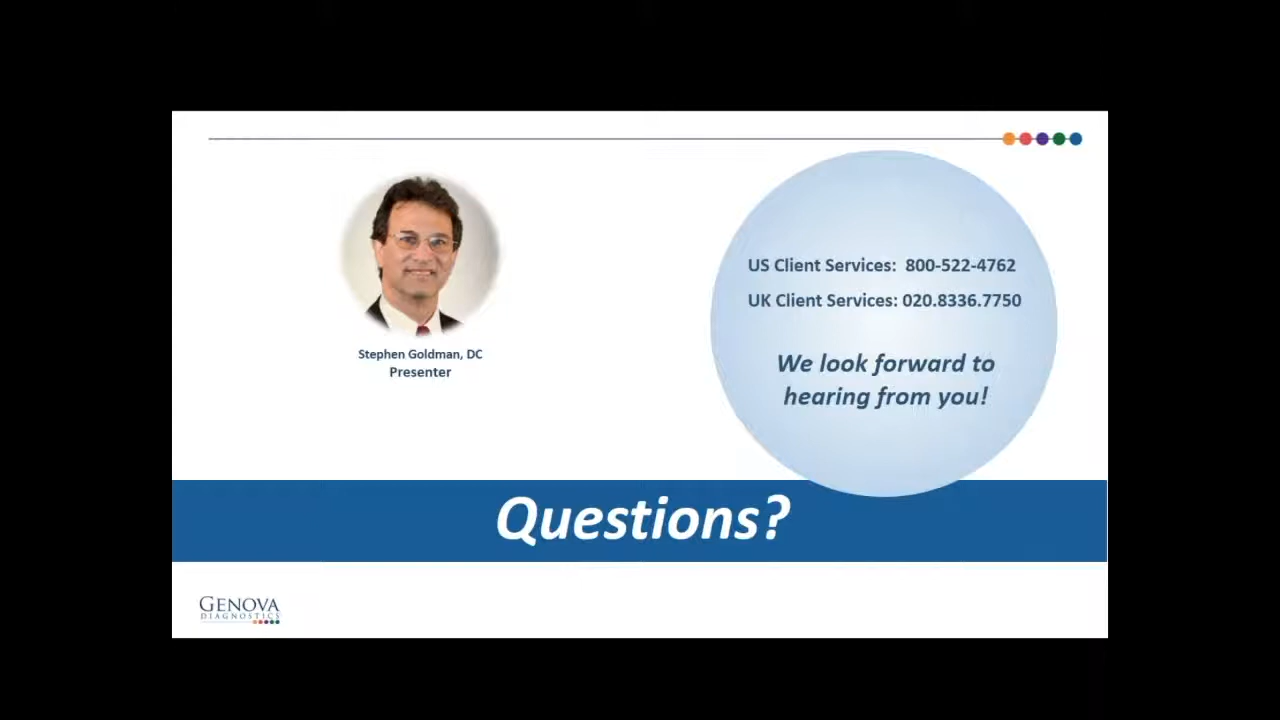 Stephen Goldman, DC
Presenter
US Client Services: 800-522-4762
UK Client Services: 020.8336.7750
We look forward to
hearing from you!
Questions?
GENOVA
DIAGNOSTICS